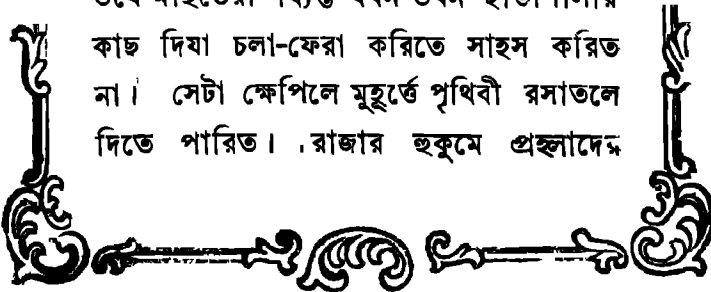 কাছ দিযা চলা-ফেরা করিতে সাহস করিত
না। সেটা ক্ষেপিলে মুহূর্ত্তে পৃথিবী রসাতলে
দিতে পারিত। রাজার হুকুমে প্রহ্লাদের